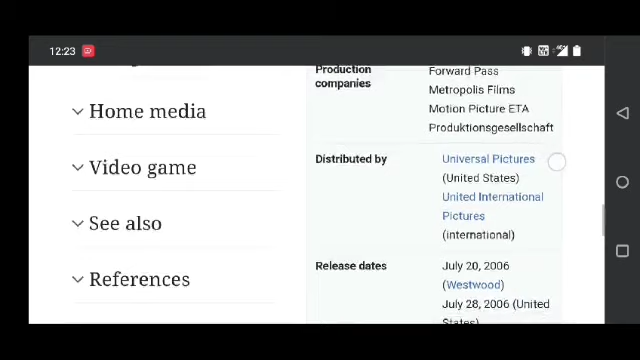 12:23
Home media
Video game
See also
References
Production
companies
Forward Pass
Metropolis Films
Motion Picture ETA
Produktionsgesellschaft
Distributed by
Universal Pictures
(United States)
United International
Pictures
(international)
Release dates
July 20, 2006
(Westwood)
July 28, 2006 (United
States)